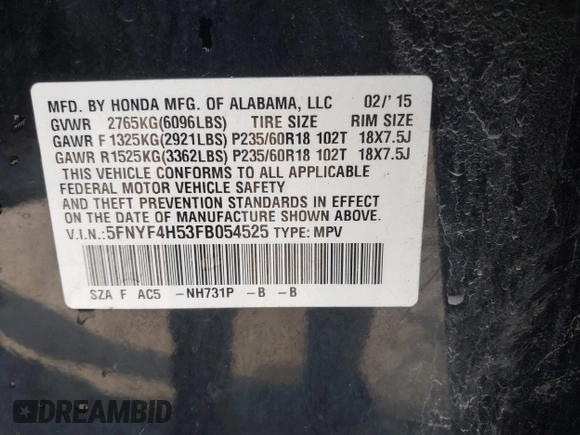 MFD. BY HONDA MFG. OF ALABAMA, LLC 02/' 15
GVWR 2765KG(6096LBS) TIRE SIZE RIM SIZE
GAWR F1325KG(2921LBS) P235/60R18 102T 18X7.5J
GAWR R1525KG(3362LBS) P235/60R18 102T 18X7.5J
THIS VEHICLE CONFORMS TO ALL APPLICABLE
FEDERAL MOTOR VEHICLE SAFETY
AND THEFT PREVENTION STANDARDS IN EFFECT
ON THE DATE OF MANUFACTURE SHOWN ABOVE.
V.I.N.:5FNYF4H53FB054525 TYPE: MPV
SZA F AC5 -NH731P -B -B
DREAMBID